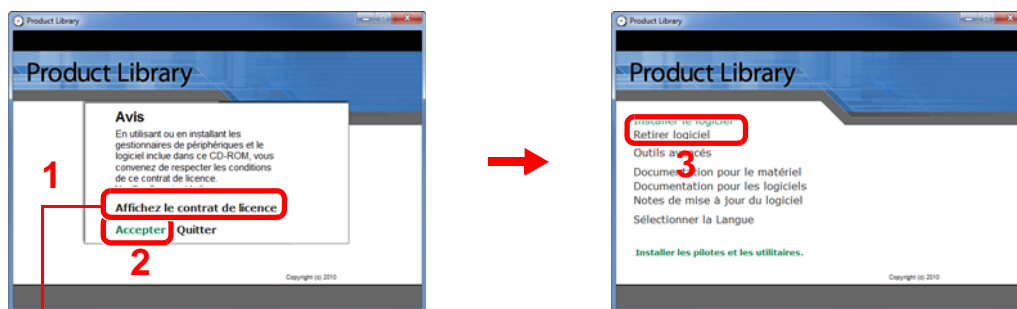 Product Library
Product Library
Avis
En utilisant ou en installant les
gestionnaires de périphériques et le
logiciel inclue dans ce CD-ROM, vous
convenez de respecter les conditions
de ce contrat de licence.
1
Affichez le contrat de licence
Accepter
Quitter
2
Copyright (c) 2010
Product Library
Product Library
Installer le logiciel
Retirer logiciel
Outils avancés
3
Documentation pour le matériel
Documentation pour les logiciels
Notes de mise à jour du logiciel
Sélectionner la Langue
Installer les pilotes et les utilitaires.
Copyright (c) 2010